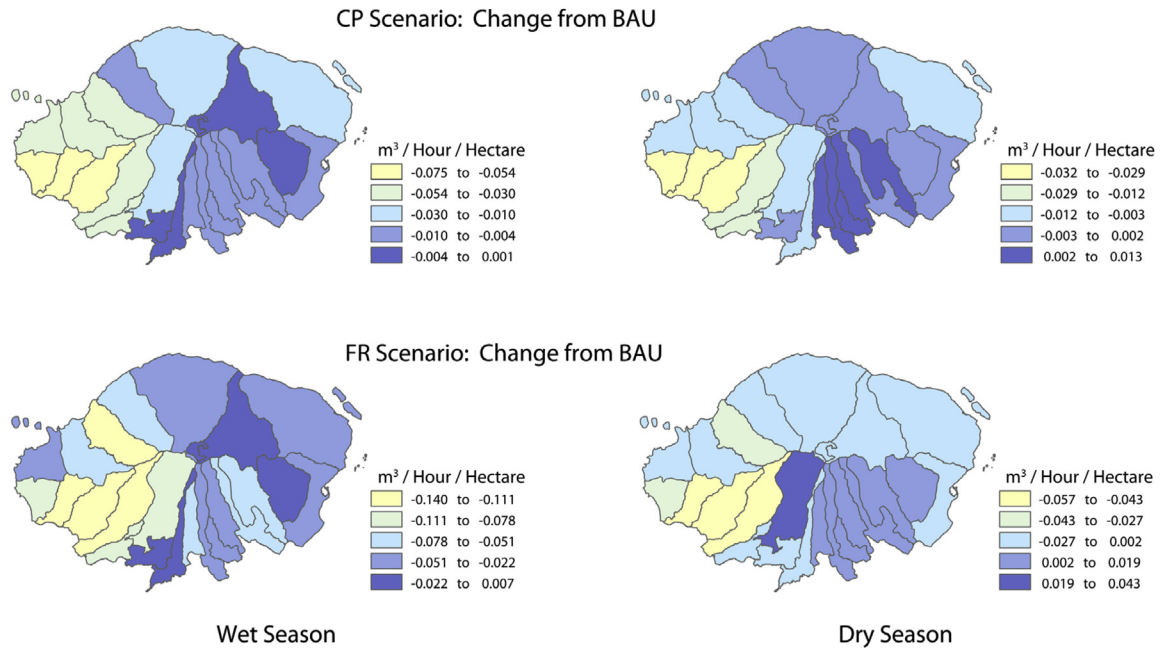 CP Scenario: Change from BAU
m³ / Hour / Hectare
-0.075 to -0.054
-0.054 to -0.030
-0.030 to -0.010
-0.010 to -0.004
-0.004 to 0.001
m³ / Hour / Hectare
-0.032 to -0.029
-0.029 to -0.012
-0.012 to -0.003
-0.003 to 0.002
0.002 to 0.013
FR Scenario: Change from BAU
m³ / Hour / Hectare
-0.140 to -0.111
-0.111 to -0.078
-0.078 to -0.051
-0.051 to -0.022
-0.022 to 0.007
m³ / Hour / Hectare
-0.057 to -0.043
-0.043 to -0.027
-0.027 to 0.002
0.002 to 0.019
0.019 to 0.043
Wet Season
Dry Season